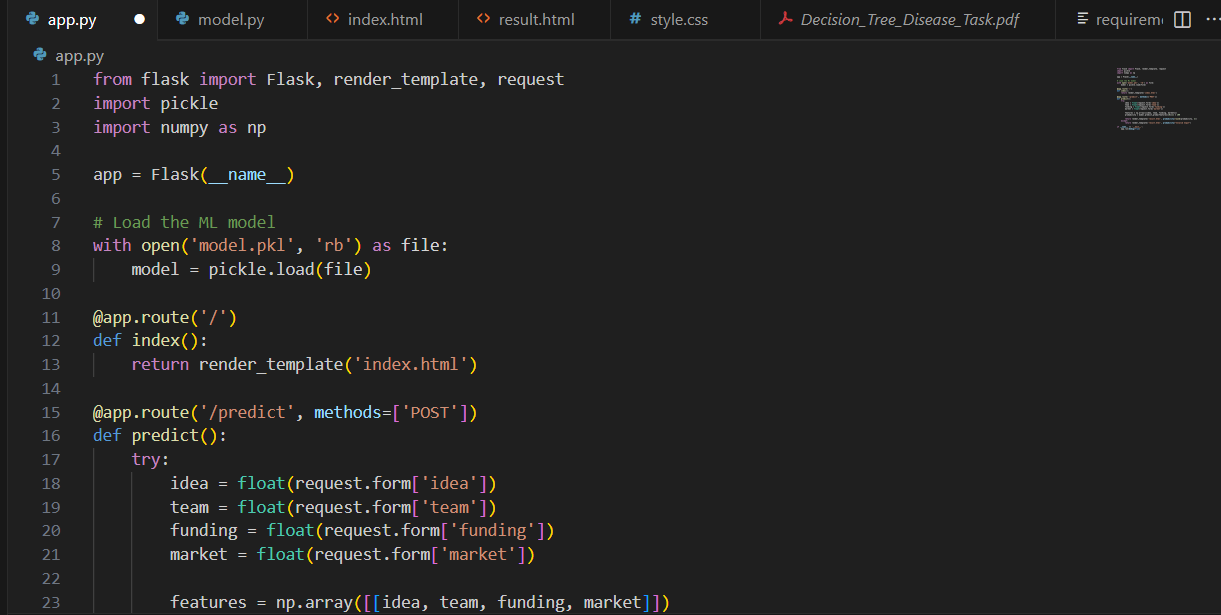 app.py model.py index.html result.html style.css Decision_Tree_Disease_Task.pdf
app.py
1 from flask import Flask, render_template, request
2 import pickle
3 import numpy as np
4
5 app = Flask(__name__)
6
7 # Load the ML model
8 with open('model.pkl', 'rb') as file:
9     model = pickle.load(file)
10
11 @app.route('/')
12 def index():
13     return render_template('index.html')
14
15 @app.route('/predict', methods=['POST'])
16 def predict():
17     try:
18         idea = float(request.form['idea'])
19         team = float(request.form['team'])
20         funding = float(request.form['funding'])
21         market = float(request.form['market'])
22
23         features = np.array([[idea, team, funding, market]])